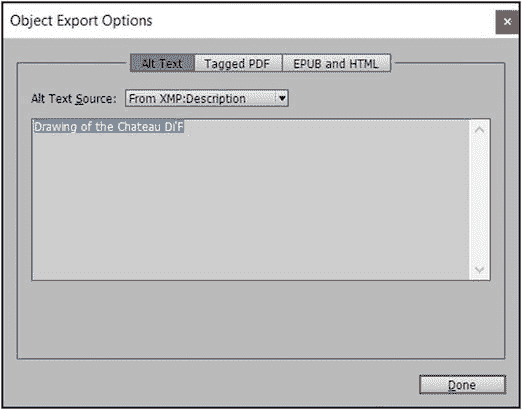 Object Export Options
Alt Text Tagged PDF EPUB and HTML
Alt Text Source: From XMP:Description
Drawing of the Chateau Di'F
Done